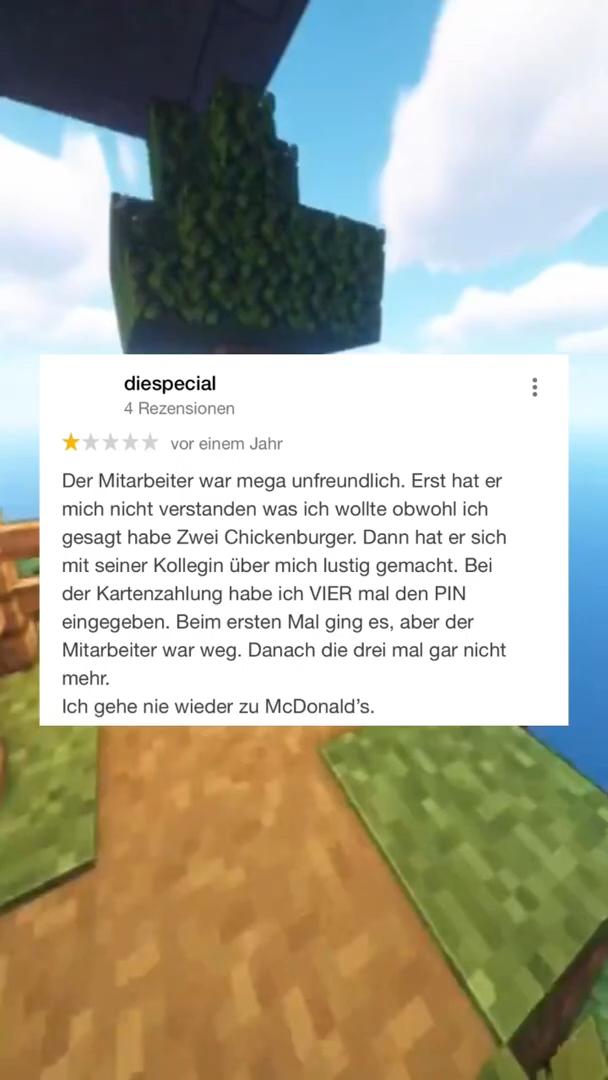 diespecial
4 Rezensionen
vor einem Jahr
Der Mitarbeiter war mega unfreundlich. Erst hat er
mich nicht verstanden was ich wollte obwohl ich
gesagt habe Zwei Chickenburger. Dann hat er sich
mit seiner Kollegin über mich lustig gemacht. Bei
der Kartenzahlung habe ich VIER mal den PIN
eingegeben. Beim ersten Mal ging es, aber der
Mitarbeiter war weg. Danach die drei mal gar nicht
mehr.
Ich gehe nie wieder zu McDonald’s.